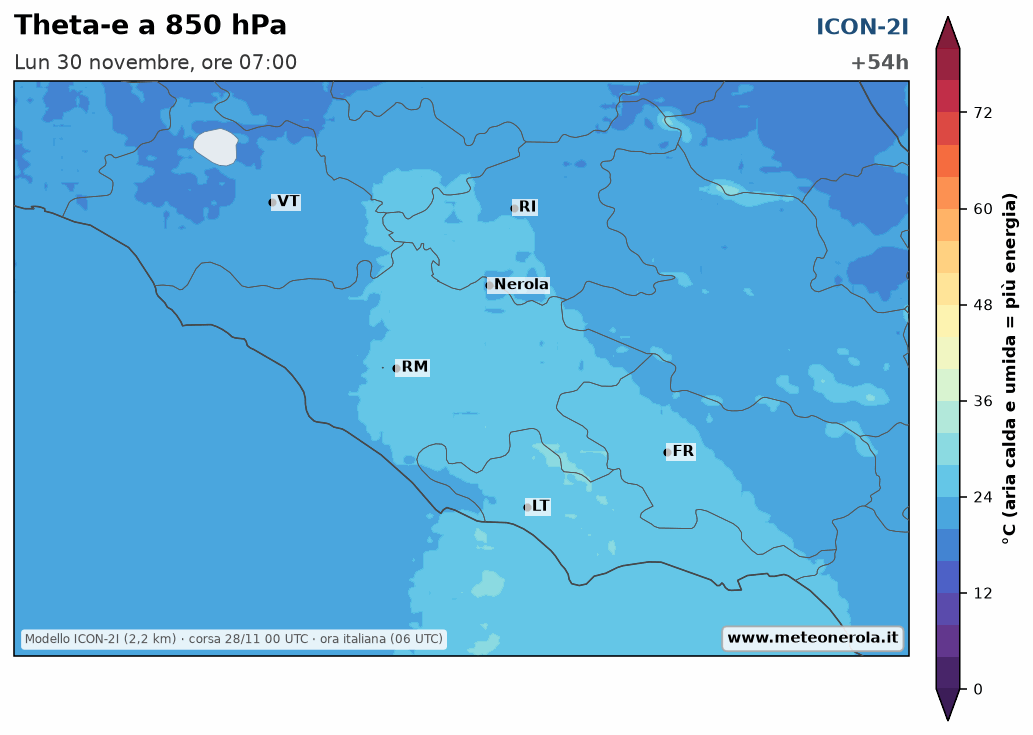 Theta-e a 850 hPa
ICON-2I
Lun 30 novembre, ore 07:00
+54h
72
60
48
36
24
12
0
°C (aria calda e umida = più energia)
VT
RI
Nerola
RM
FR
LT
Modello ICON-2I (2,2 km) · corsa 28/11 00 UTC · ora italiana (06 UTC)
www.meteonerola.it